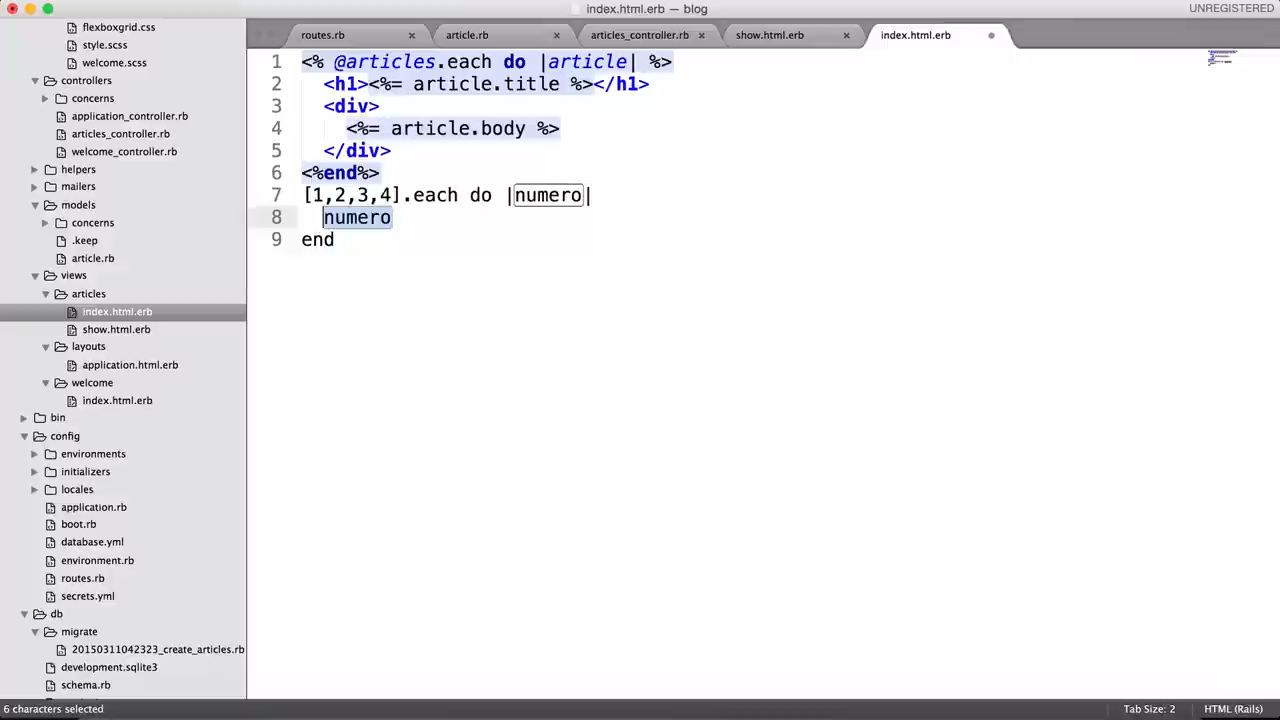 index.html.erb — blog
UNREGISTERED
routes.rb
article.rb
articles_controller.rb
show.html.erb
index.html.erb
flexboxgrid.css
style.scss
welcome.scss
controllers
concerns
application_controller.rb
articles_controller.rb
welcome_controller.rb
helpers
mailers
models
concerns
.keep
article.rb
views
articles
index.html.erb
show.html.erb
layouts
application.html.erb
welcome
index.html.erb
bin
config
environments
initializers
locales
application.rb
boot.rb
database.yml
environment.rb
routes.rb
secrets.yml
db
migrate
20150311042323_create_articles.rb
development.sqlite3
schema.rb
1 <% @articles.each do |article| %>
2 <h1><%= article.title %></h1>
3 <div>
4 <%= article.body %>
5 </div>
6 <%end%>
7 [1,2,3,4].each do |numero|
8 numero
9 end
6 characters selected
Tab Size: 2
HTML (Rails)